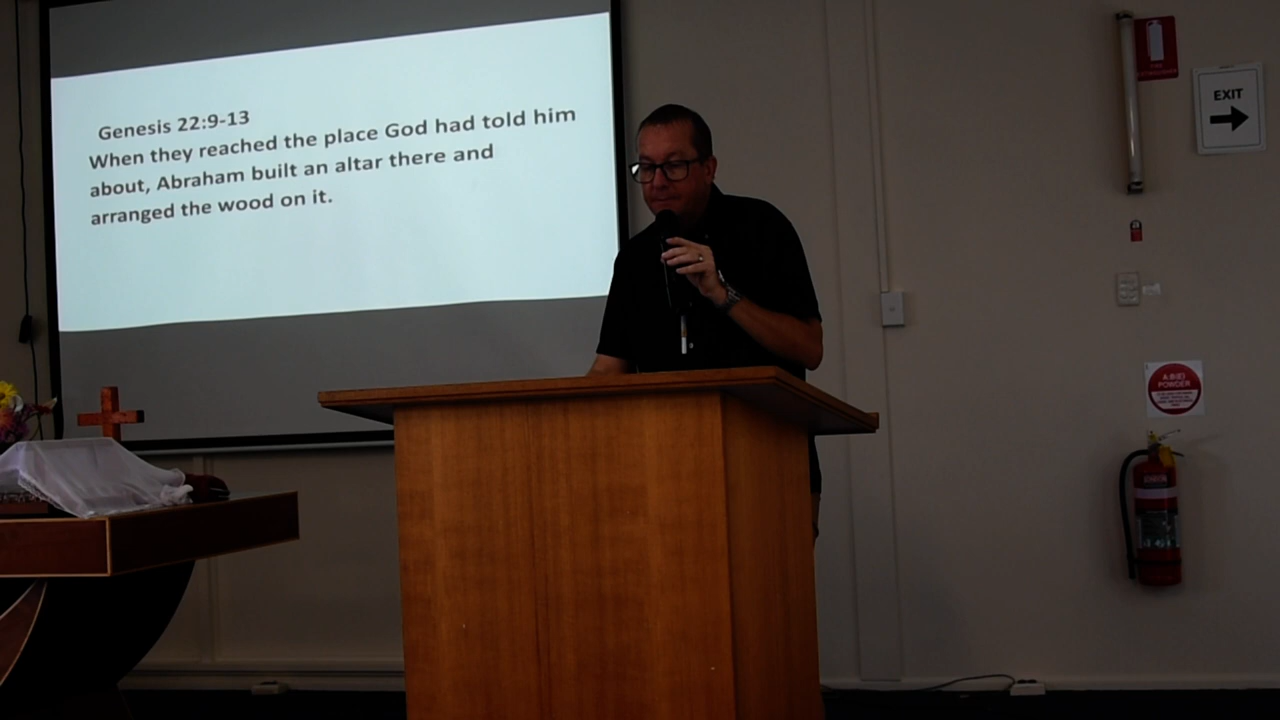 Genesis 22:9-13
When they reached the place God had told him
about, Abraham built an altar there and
arranged the wood on it.
EXIT
A:B(E)
POWDER